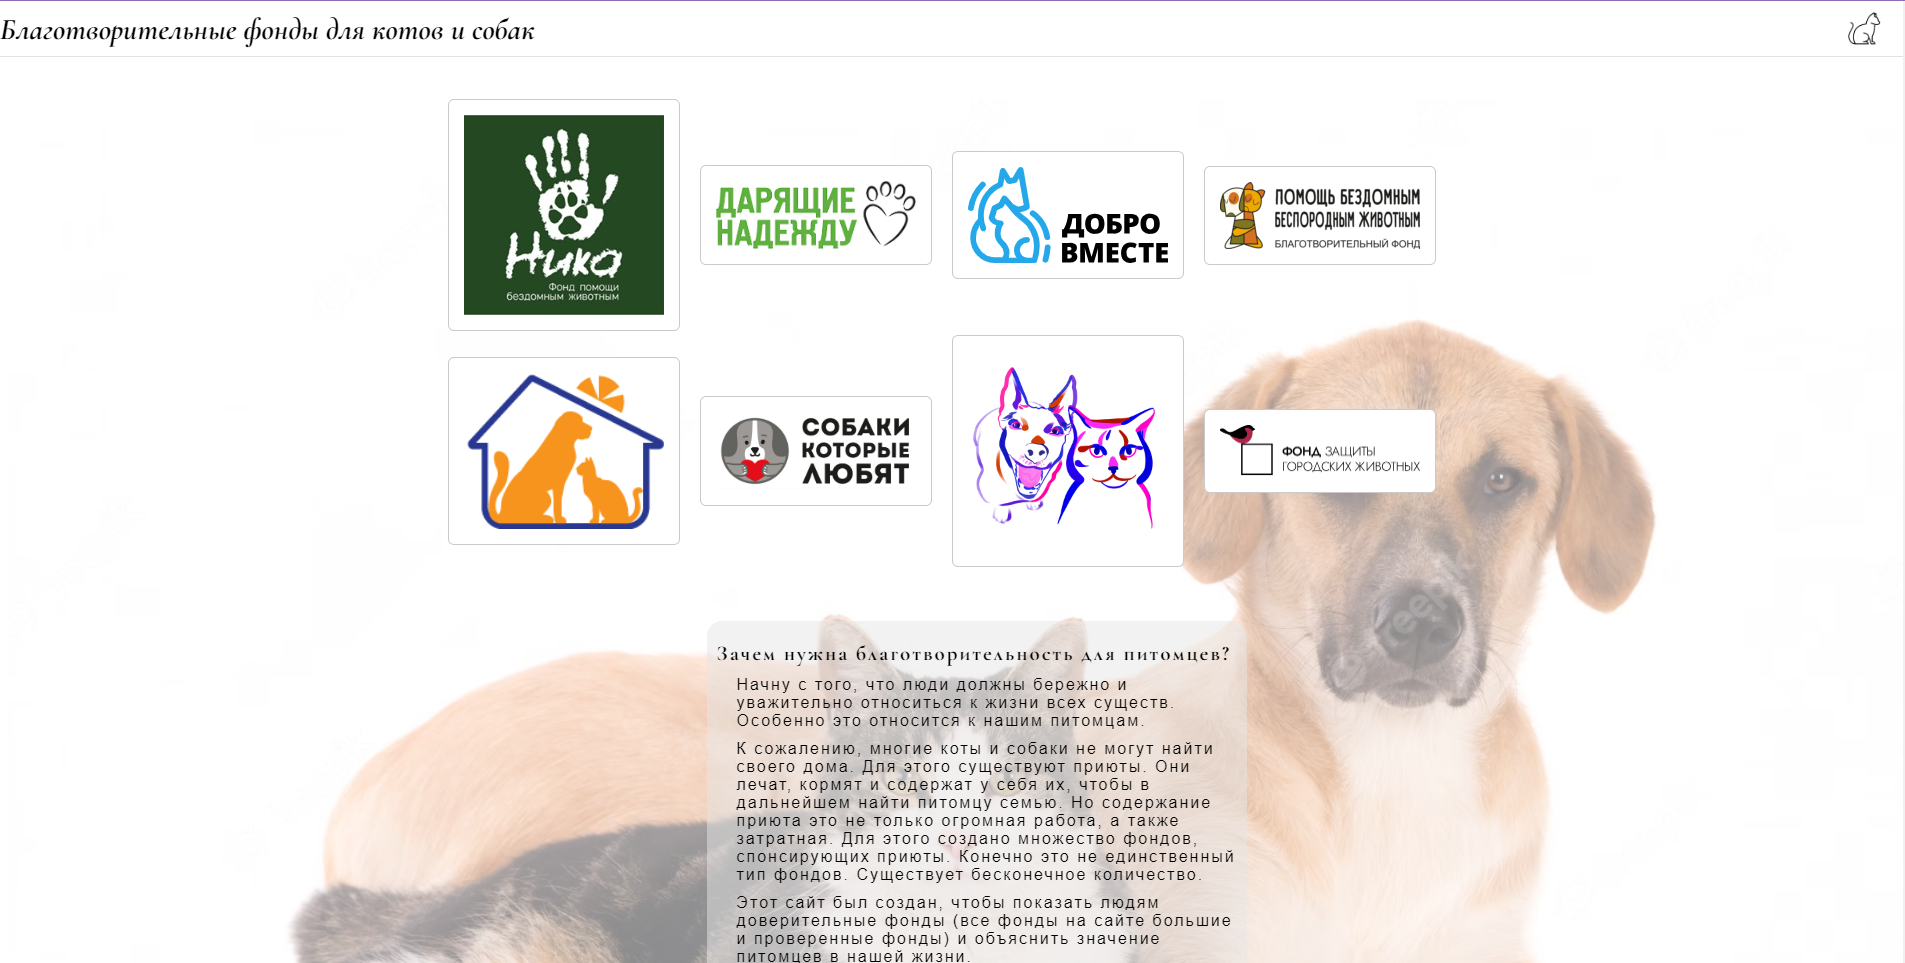 Благотворительные фонды для котов и собак
Ника
Фонд помощи
бездомным животным
ДАРЯЩИЕ
НАДЕЖДУ
ДОБРО
ВМЕСТЕ
ПОМОЩЬ БЕЗДОМНЫМ
БЕСПОРОДНЫМ ЖИВОТНЫМ
БЛАГОТВОРИТЕЛЬНЫЙ ФОНД
СОБАКИ
КОТОРЫЕ
ЛЮБЯТ
ФОНД ЗАЩИТЫ
ГОРОДСКИХ ЖИВОТНЫХ
Зачем нужна благотворительность для питомцев?
Начну с того, что люди должны бережно и
уважительно относиться к жизни всех существ.
Особенно это относится к нашим питомцам.
К сожалению, многие коты и собаки не могут найти
своего дома. Для этого существуют приюты. Они
лечат, кормят и содержат у себя их, чтобы в
дальнейшем найти питомцу семью. Но содержание
приюта это не только огромная работа, а также
затратная. Для этого создано множество фондов,
спонсирующих приюты. Конечно это не единственный
тип фондов. Существует бесконечное количество.
Этот сайт был создан, чтобы показать людям
доверительные фонды (все фонды на сайте большие
и проверенные фонды) и объяснить значение
питомцев в нашей жизни.